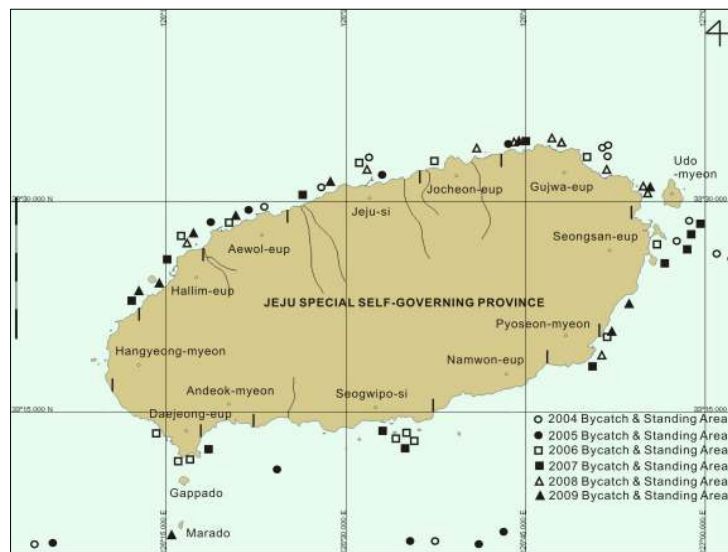 Udo
-myeon
Jocheon-eup
Gujwa-eup
Jeju-si
Seongsan-eup
Aewol-eup
Hallim-eup
JEJU SPECIAL SELF-GOVERNING PROVINCE
Pyoseon-myeon
Hangyeong-myeon
Namwon-eup
Andeok-myeon
Seogwipo-si
Daejeong-eup
2004 Bycatch & Standing Area
2005 Bycatch & Standing Area
2006 Bycatch & Standing Area
2007 Bycatch & Standing Area
2008 Bycatch & Standing Area
2009 Bycatch & Standing Area
Gappado
Marado